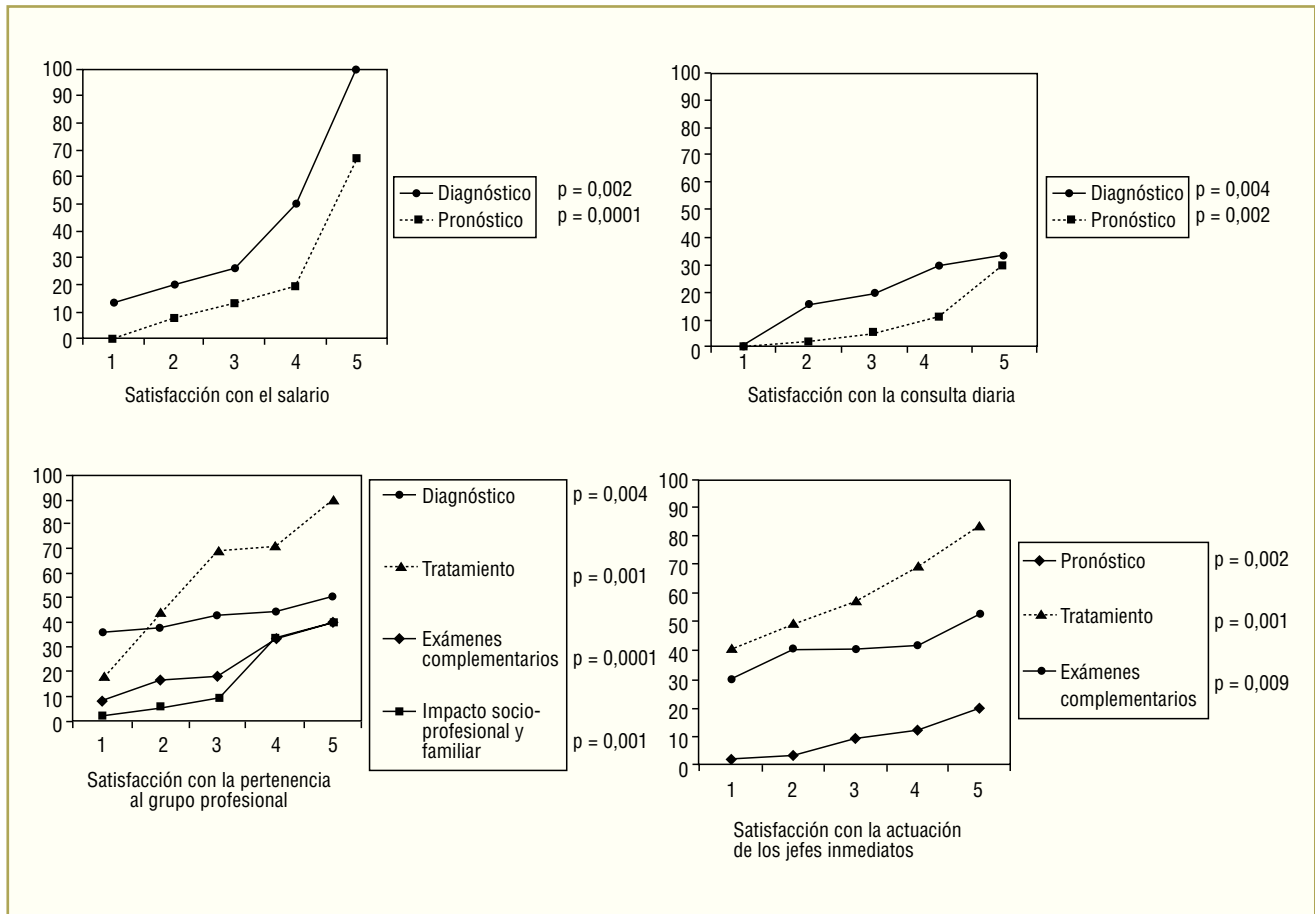 100
90
80
70
60
50
40
30
20
10
0
1 2 3 4 5
Satisfacción con el salario
Diagnóstico p = 0,002
Pronóstico p = 0,0001
100
90
80
70
60
50
40
30
20
10
0
1 2 3 4 5
Satisfacción con la consulta diaria
Diagnóstico p = 0,004
Pronóstico p = 0,002
100
90
80
70
60
50
40
30
20
10
0
1 2 3 4 5
Satisfacción con la pertenencia
al grupo profesional
Diagnóstico p = 0,004
Tratamiento p = 0,001
Exámenes
complementarios p = 0,0001
Impacto socio-
profesional y
familiar p = 0,001
100
90
80
70
60
50
40
30
20
10
0
1 2 3 4 5
Satisfacción con la actuación
de los jefes inmediatos
Pronóstico p = 0,002
Tratamiento p = 0,001
Exámenes
complementarios p = 0,009